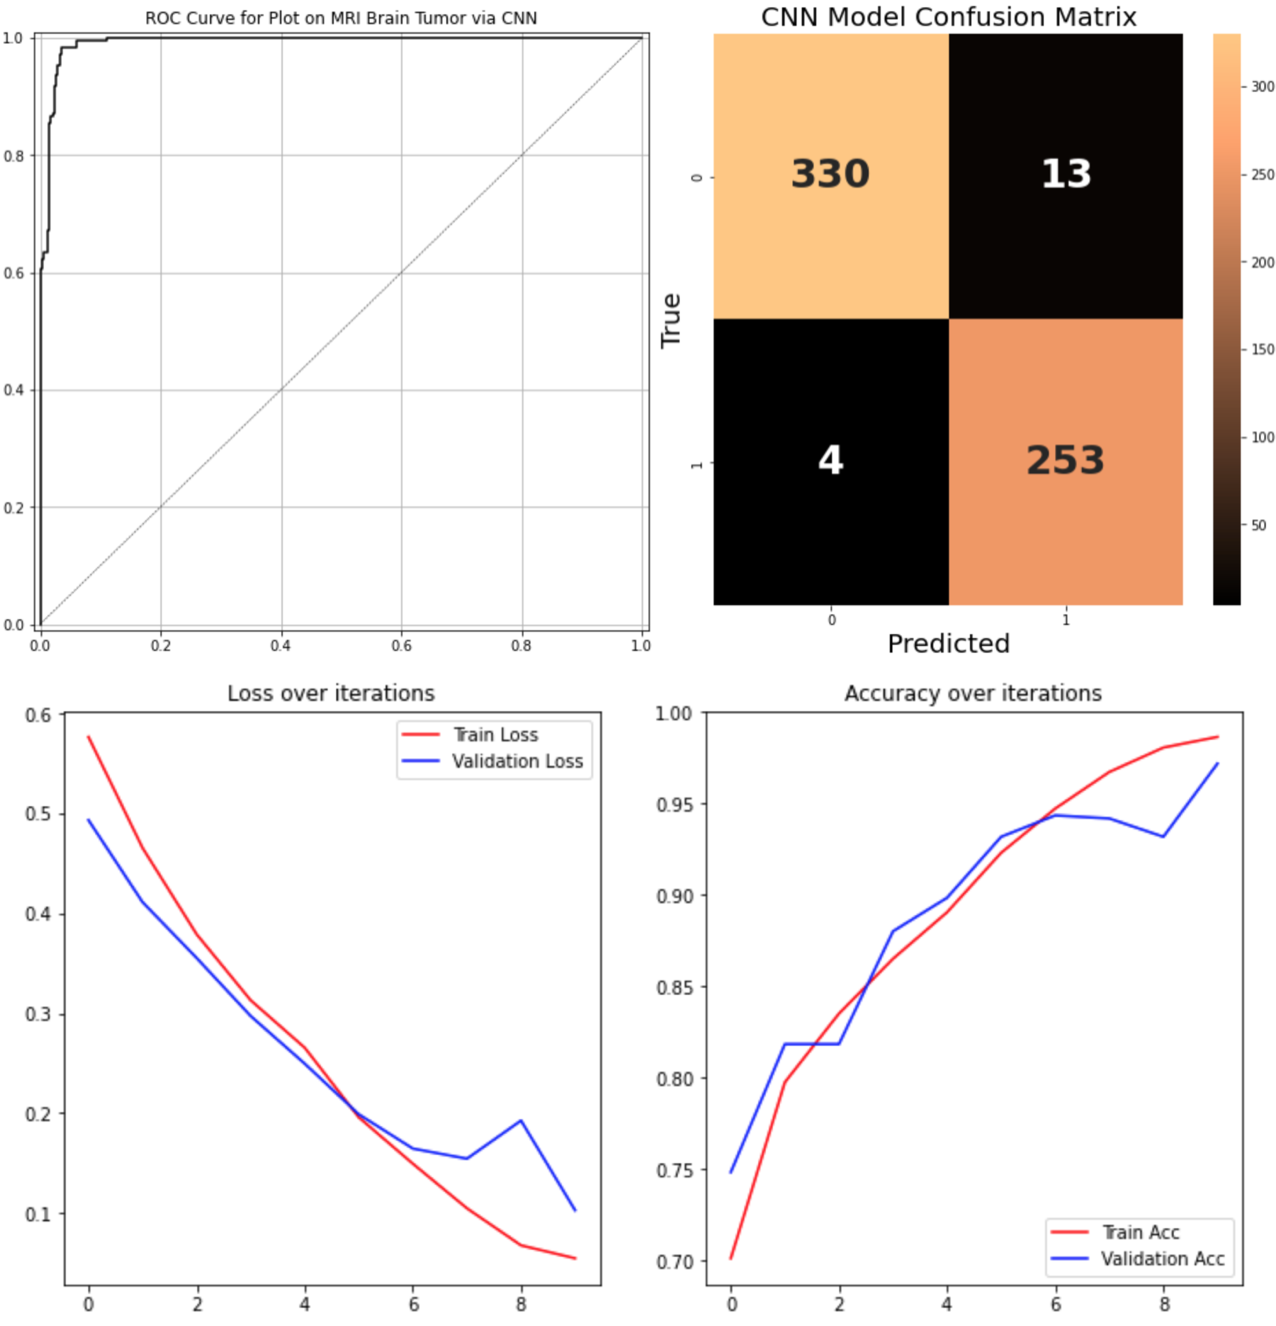 ROC Curve for Plot on MRI Brain Tumor via CNN
1.0
0.8
0.6
0.4
0.2
0.0
0.0 0.2 0.4 0.6 0.8 1.0
CNN Model Confusion Matrix
330 13
4 253
0
1
True
0 1
Predicted
300
250
200
150
100
50
Loss over iterations
Train Loss
Validation Loss
0.6
0.5
0.4
0.3
0.2
0.1
0 2 4 6 8
Accuracy over iterations
1.00
0.95
0.90
0.85
0.80
0.75
0.70
Train Acc
Validation Acc
0 2 4 6 8